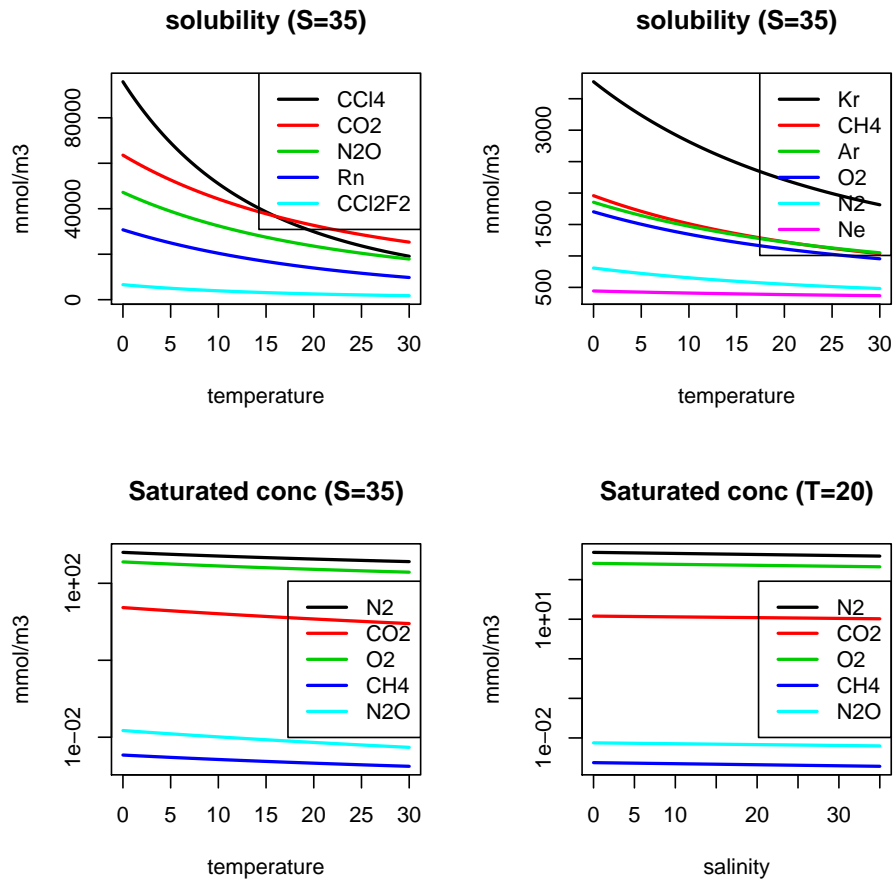 solubility (S=35)
mmol/m3
0
40000
80000
CCl4
CO2
N2O
Rn
CCl2F2
0 5 10 15 20 25 30
temperature
solubility (S=35)
mmol/m3
500
1500
3000
Kr
CH4
Ar
O2
N2
Ne
0 5 10 15 20 25 30
temperature
Saturated conc (S=35)
mmol/m3
1e−02
1e+02
N2
CO2
O2
CH4
N2O
0 5 10 15 20 25 30
temperature
Saturated conc (T=20)
mmol/m3
1e−02
1e+01
N2
CO2
O2
CH4
N2O
0 5 10 20 30
salinity